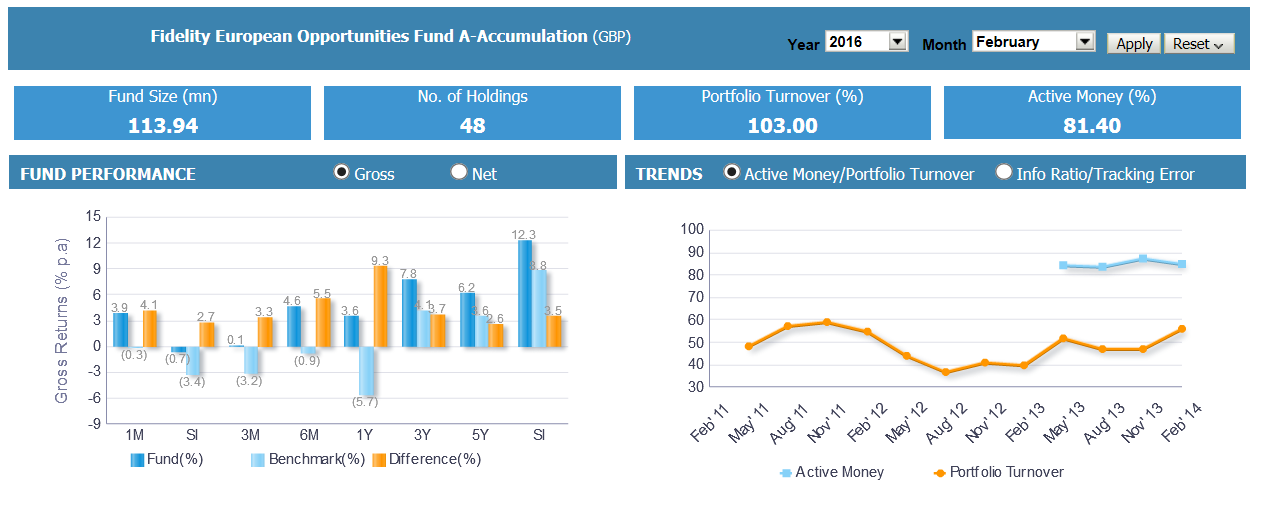 Fidelity European Opportunities Fund A-Accumulation (GBP)
Year 2016 Month February Apply Reset
Fund Size (mn) No. of Holdings Portfolio Turnover (%) Active Money (%)
113.94 48 103.00 81.40
FUND PERFORMANCE Gross Net
TRENDS Active Money/Portfolio Turnover Info Ratio/Tracking Error
Gross Returns (% p.a)
15
12
9
6
3
0
-3
-6
-9
3.9 (0.3) 4.1
(0.7) (3.4) 2.7
0.1 (3.2) 3.3
4.6 (0.9) 5.5
3.6 (5.7) 9.3
7.8 4.1 3.7
6.2 3.6 2.6
12.3 8.8 3.5
1M SI 3M 6M 1Y 3Y 5Y SI
Fund(%) Benchmark(%) Difference(%)
100
90
80
70
60
50
40
30
Feb' 11 May' 11 Aug' 11 Nov' 11 Feb' 12 May' 12 Aug' 12 Nov' 12 Feb' 13 May' 13 Aug' 13 Nov' 13 Feb' 14
Active Money Portfolio Turnover